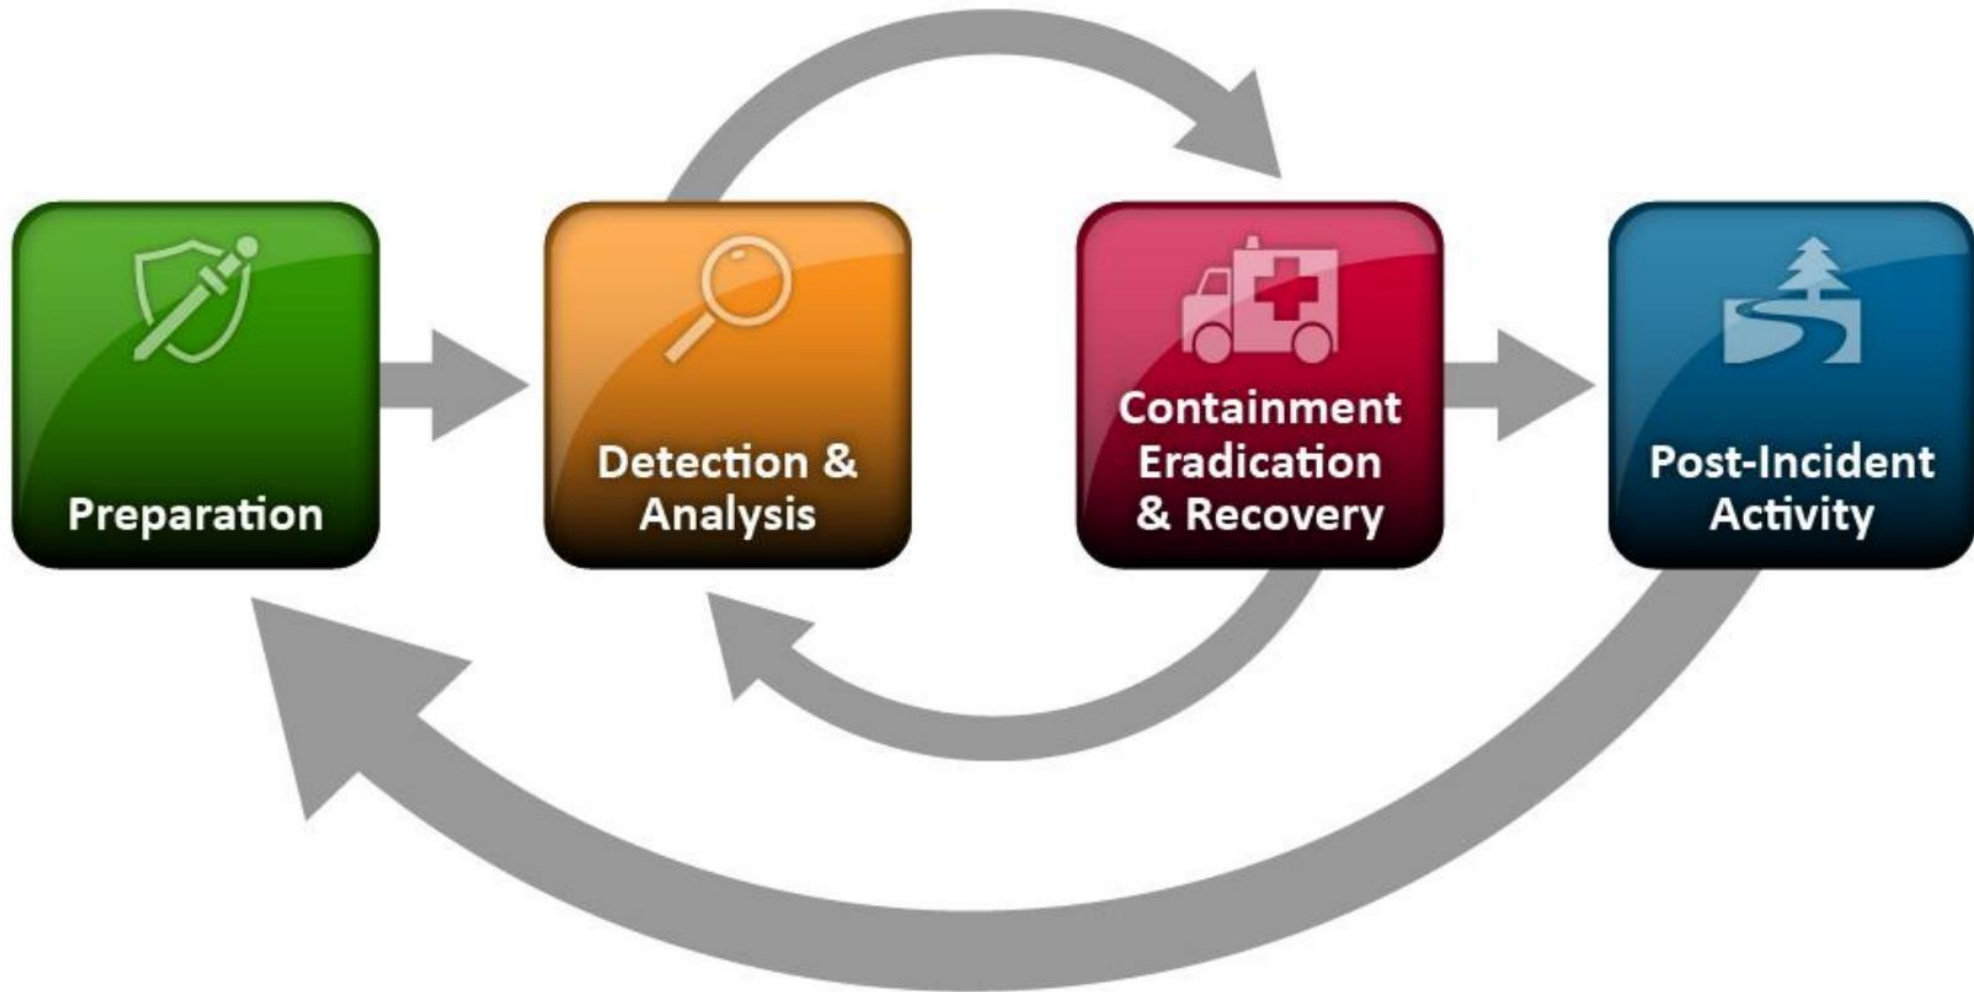 Preparation
Detection &
Analysis
Containment
Eradication
& Recovery
Post-Incident
Activity